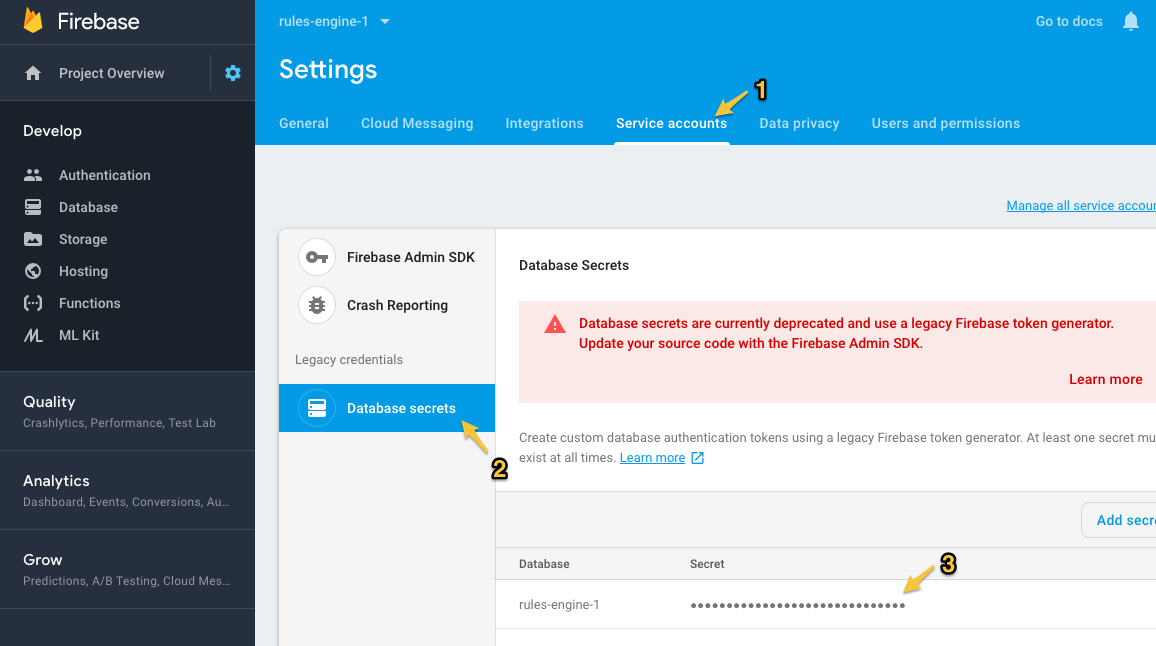 Firebase
rules-engine-1
Go to docs
Project Overview
Settings
1
General Cloud Messaging Integrations Service accounts Data privacy Users and permissions
Develop
Authentication
Database
Storage
Hosting
Functions
ML Kit
Quality
Crashlytics, Performance, Test Lab
Analytics
Dashboard, Events, Conversions, Au...
Grow
Predictions, A/B Testing, Cloud Mes...
Manage all service accour
Firebase Admin SDK
Crash Reporting
Legacy credentials
Database secrets
2
Database Secrets
Database secrets are currently deprecated and use a legacy Firebase token generator.
Update your source code with the Firebase Admin SDK.
Learn more
Create custom database authentication tokens using a legacy Firebase token generator. At least one secret mu
exist at all times. Learn more
Add secre
Database Secret
3
rules-engine-1 ••••••••••••••••••••••••••••••